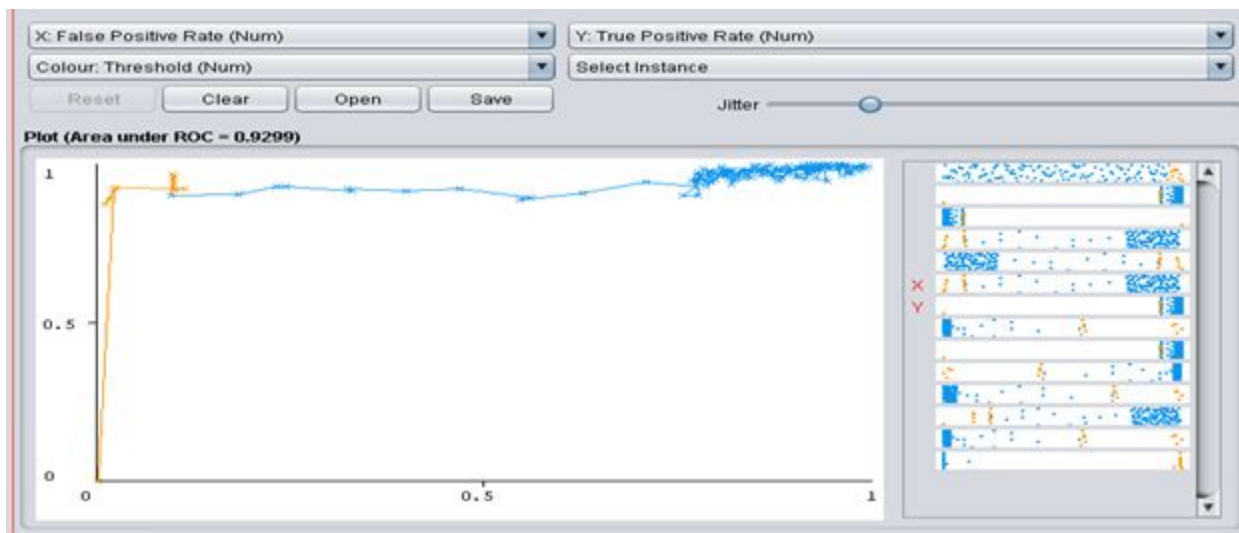 X: False Positive Rate (Num) Y: True Positive Rate (Num)
Colour: Threshold (Num) Select Instance
Reset Clear Open Save Jitter
Plot (Area under ROC = 0.9299)
1
X
Y
0.5
0
0 0.5 1